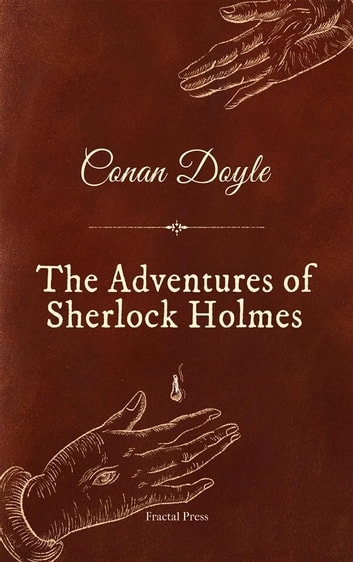 Conan Doyle
The Adventures of
Sherlock Holmes
Fractal Press